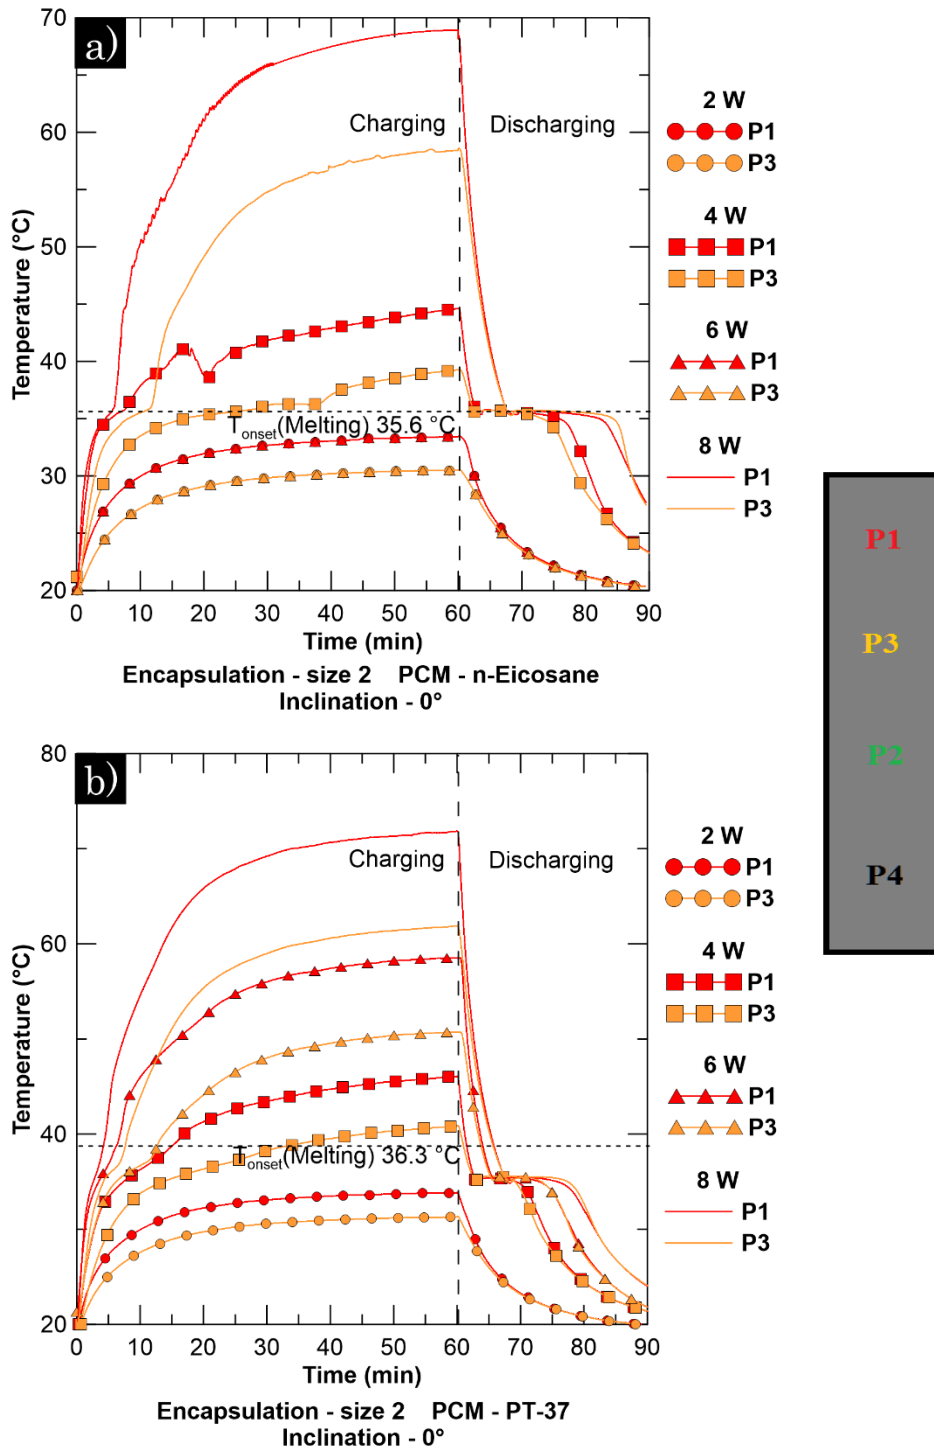 a)
70
60
50
40
30
20
Temperature (°C)
Charging
Discharging
T onset (Melting) 35.6 °C
0 10 20 30 40 50 60 70 80 90
Time (min)
Encapsulation - size 2 PCM - n-Eicosane
Inclination - 0°
2 W
P1
P3
4 W
P1
P3
6 W
P1
P3
8 W
P1
P3
P1
P3
P2
P4
b)
80
60
40
20
Temperature (°C)
Charging
Discharging
T onset (Melting) 36.3 °C
0 10 20 30 40 50 60 70 80 90
Time (min)
Encapsulation - size 2 PCM - PT-37
Inclination - 0°
2 W
P1
P3
4 W
P1
P3
6 W
P1
P3
8 W
P1
P3